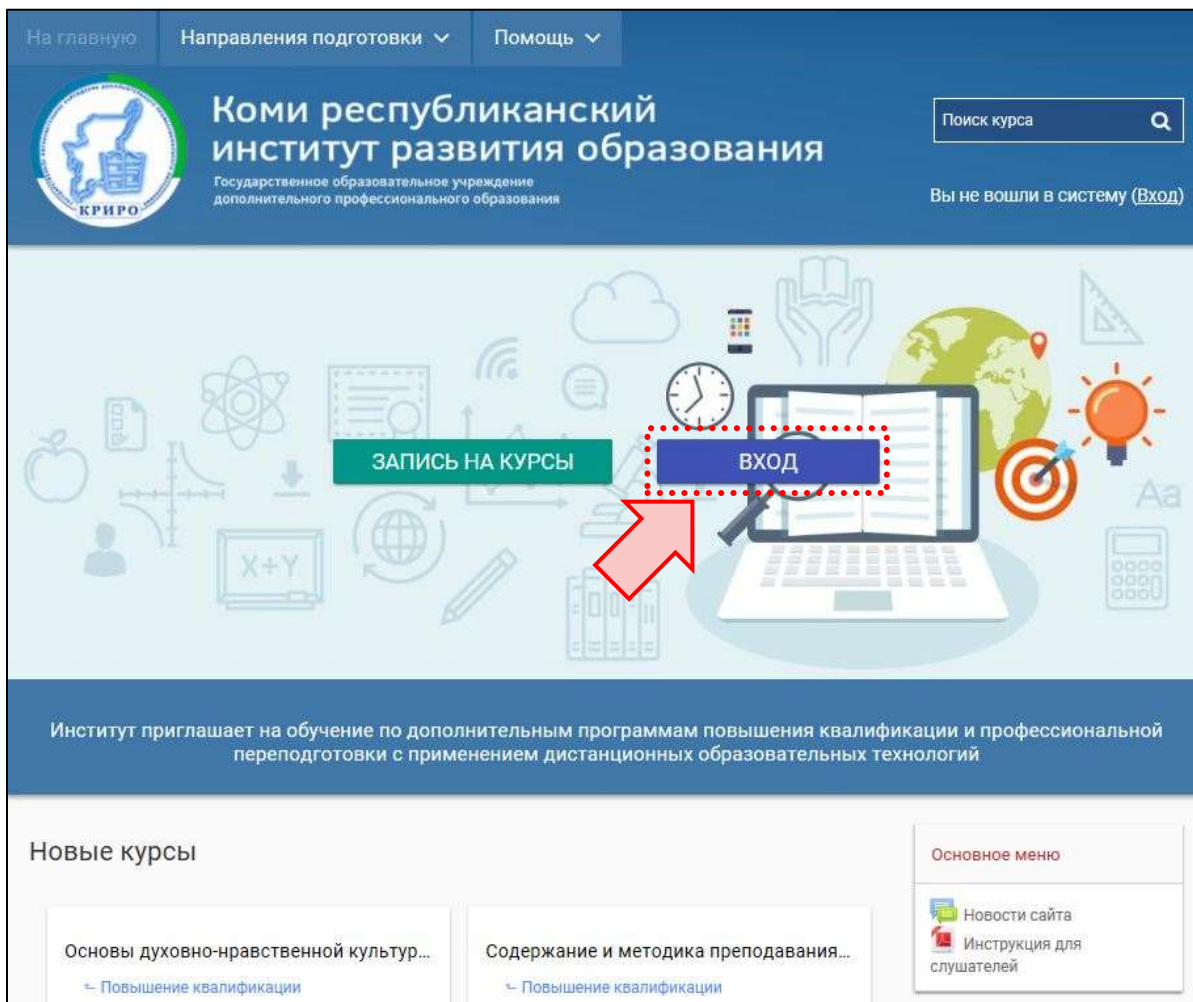 На главную
Направления подготовки
Помощь
Коми республиканский
институт развития образования
Государственное образовательное учреждение
дополнительного профессионального образования
КРИРО
Поиск курса
Вы не вошли в систему (Вход)
ЗАПИСЬ НА КУРСЫ
ВХОД
X+Y
Aa
Институт приглашает на обучение по дополнительным программам повышения квалификации и профессиональной
переподготовки с применением дистанционных образовательных технологий
Новые курсы
Основы духовно-нравственной культур...
Повышение квалификации
Содержание и методика преподавания...
Повышение квалификации
Основное меню
Новости сайта
Инструкция для
слушателей